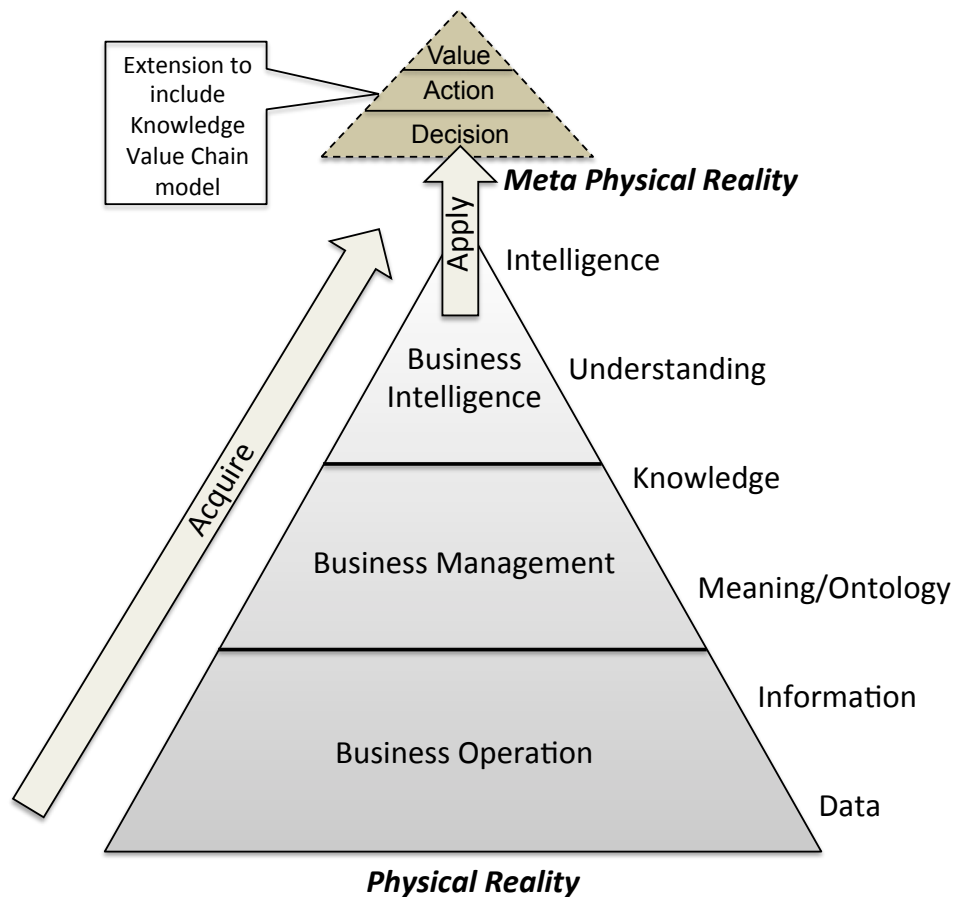 Value
Action
Decision
Extension to
include
Knowledge
Value Chain
model
Meta Physical Reality
Apply
Intelligence
Business
Intelligence
Understanding
Acquire
Knowledge
Business Management
Meaning/Ontology
Information
Business Operation
Data
Physical Reality